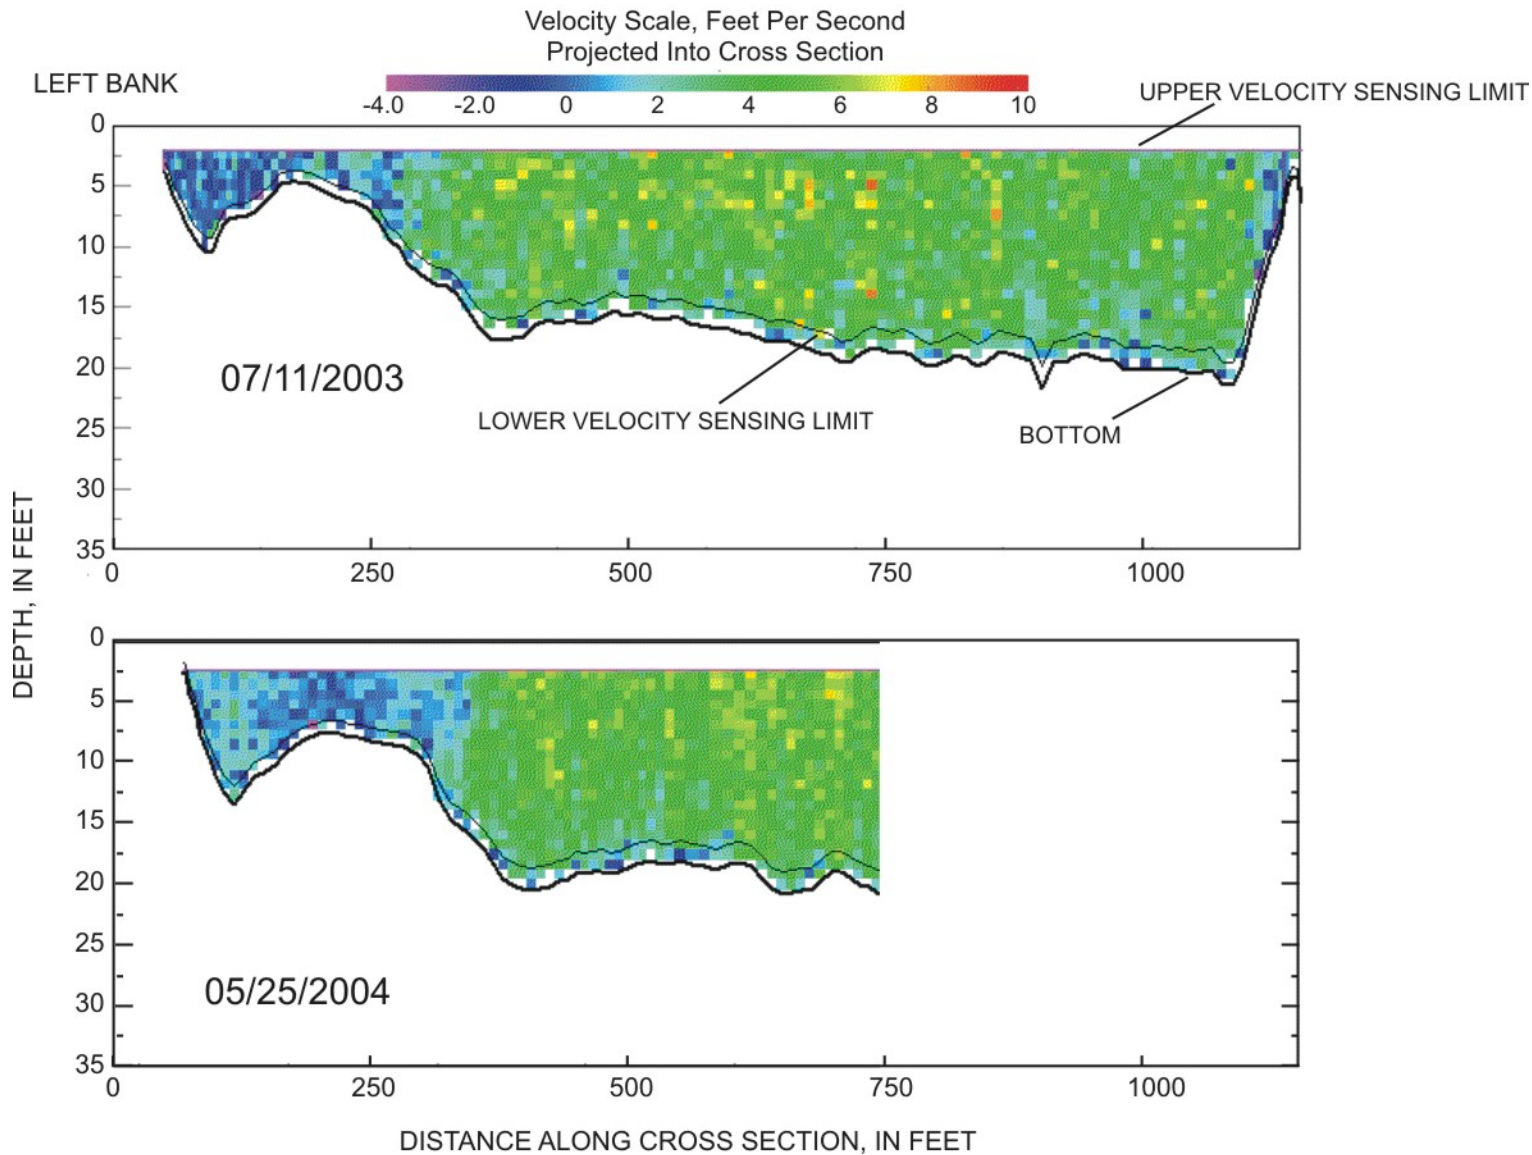 Velocity Scale, Feet Per Second
Projected Into Cross Section
LEFT BANK
-4.0 -2.0 0 2 4 6 8 10
UPPER VELOCITY SENSING LIMIT
0
5
10
15
20
25
30
35
07/11/2003
LOWER VELOCITY SENSING LIMIT
BOTTOM
0 250 500 750 1000
DEPTH, IN FEET
0
5
10
15
20
25
30
35
05/25/2004
0 250 500 750 1000
DISTANCE ALONG CROSS SECTION, IN FEET